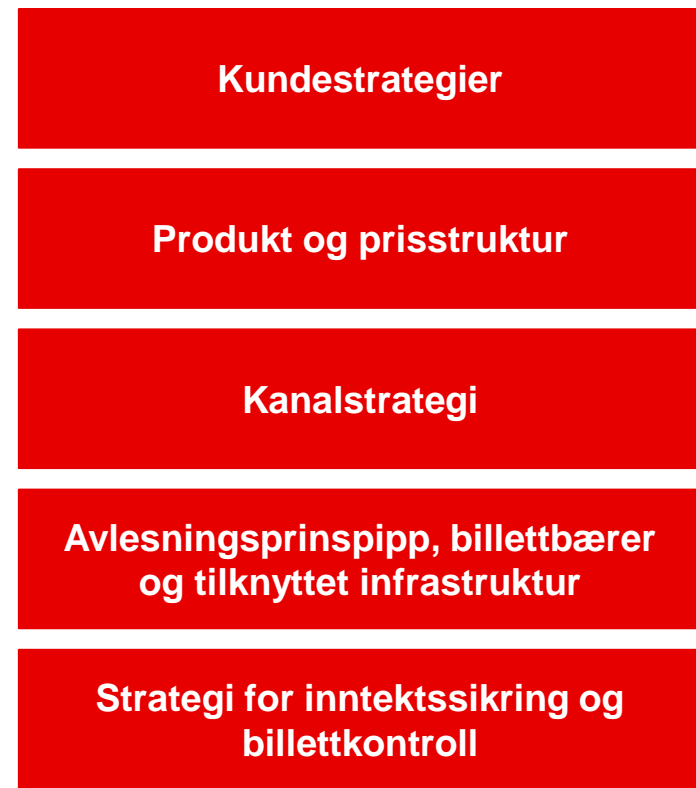 Kundestrategier
Produkt og prisstruktur
Kanalstrategi
Avlesningsprinspipp, billettbærer
og tilknyttet infrastruktur
Strategi for inntektssikring og
billettkontroll